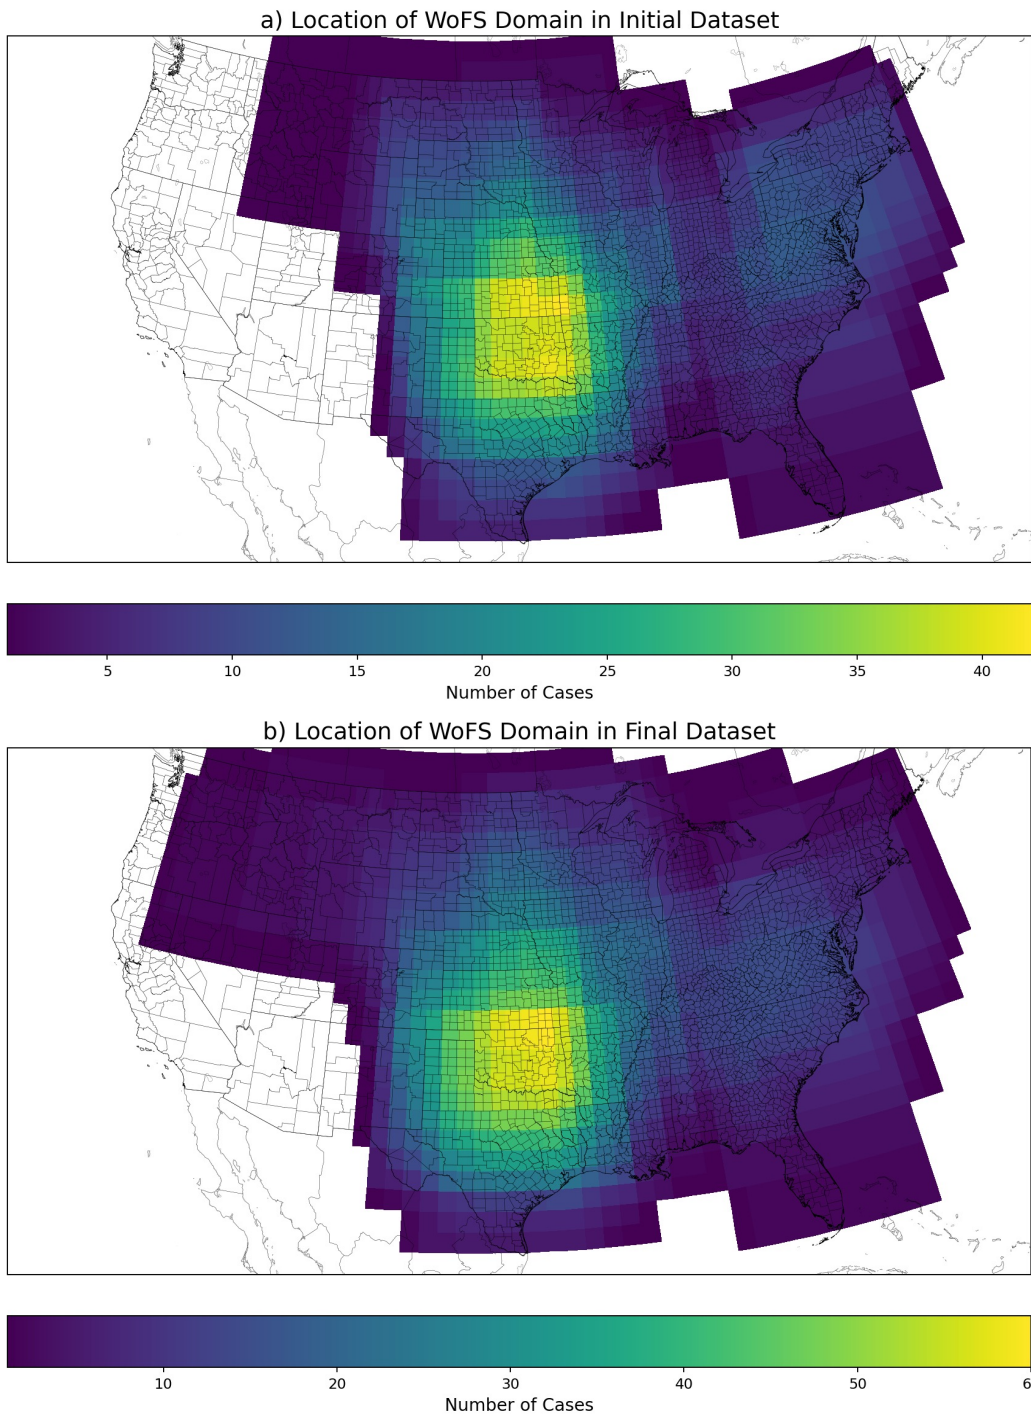 a) Location of WoFS Domain in Initial Dataset
5 10 15 20 25 30 35 40
Number of Cases
b) Location of WoFS Domain in Final Dataset
10 20 30 40 50 6
Number of Cases